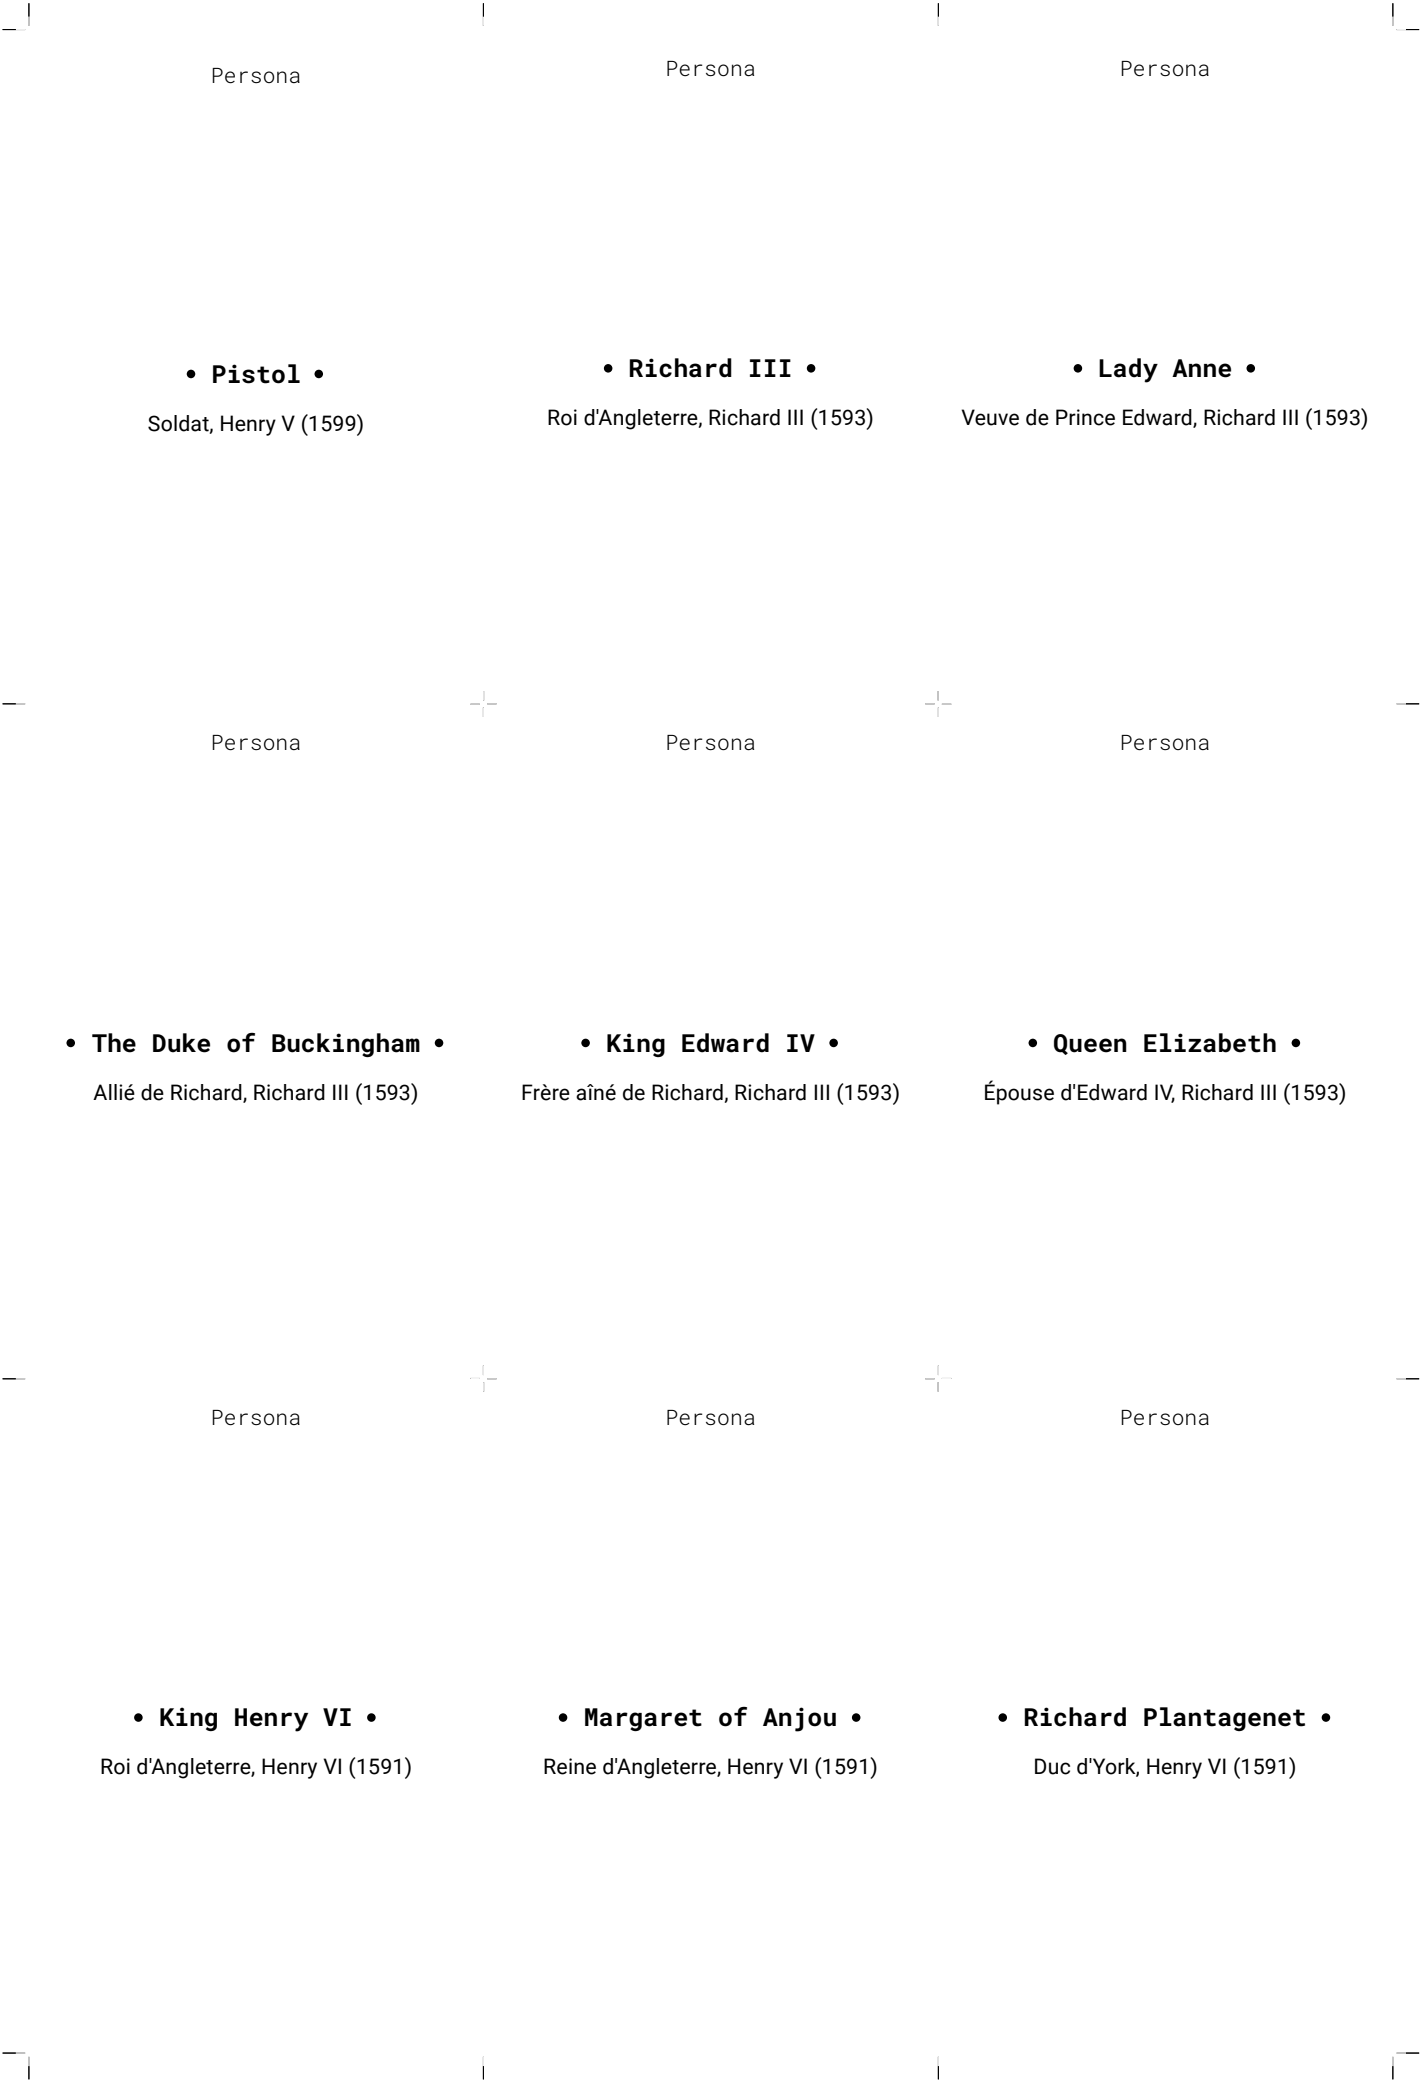 Persona
• Pistol •
Soldat, Henry V (1599)
Persona
• Richard III •
Roi d'Angleterre, Richard III (1593)
Persona
• Lady Anne •
Veuve de Prince Edward, Richard III (1593)
Persona
• The Duke of Buckingham •
Allié de Richard, Richard III (1593)
Persona
• King Edward IV •
Frère aîné de Richard, Richard III (1593)
Persona
• Queen Elizabeth •
Épouse d'Edward IV, Richard III (1593)
Persona
• King Henry VI •
Roi d'Angleterre, Henry VI (1591)
Persona
• Margaret of Anjou •
Reine d'Angleterre, Henry VI (1591)
Persona
• Richard Plantagenet •
Duc d'York, Henry VI (1591)